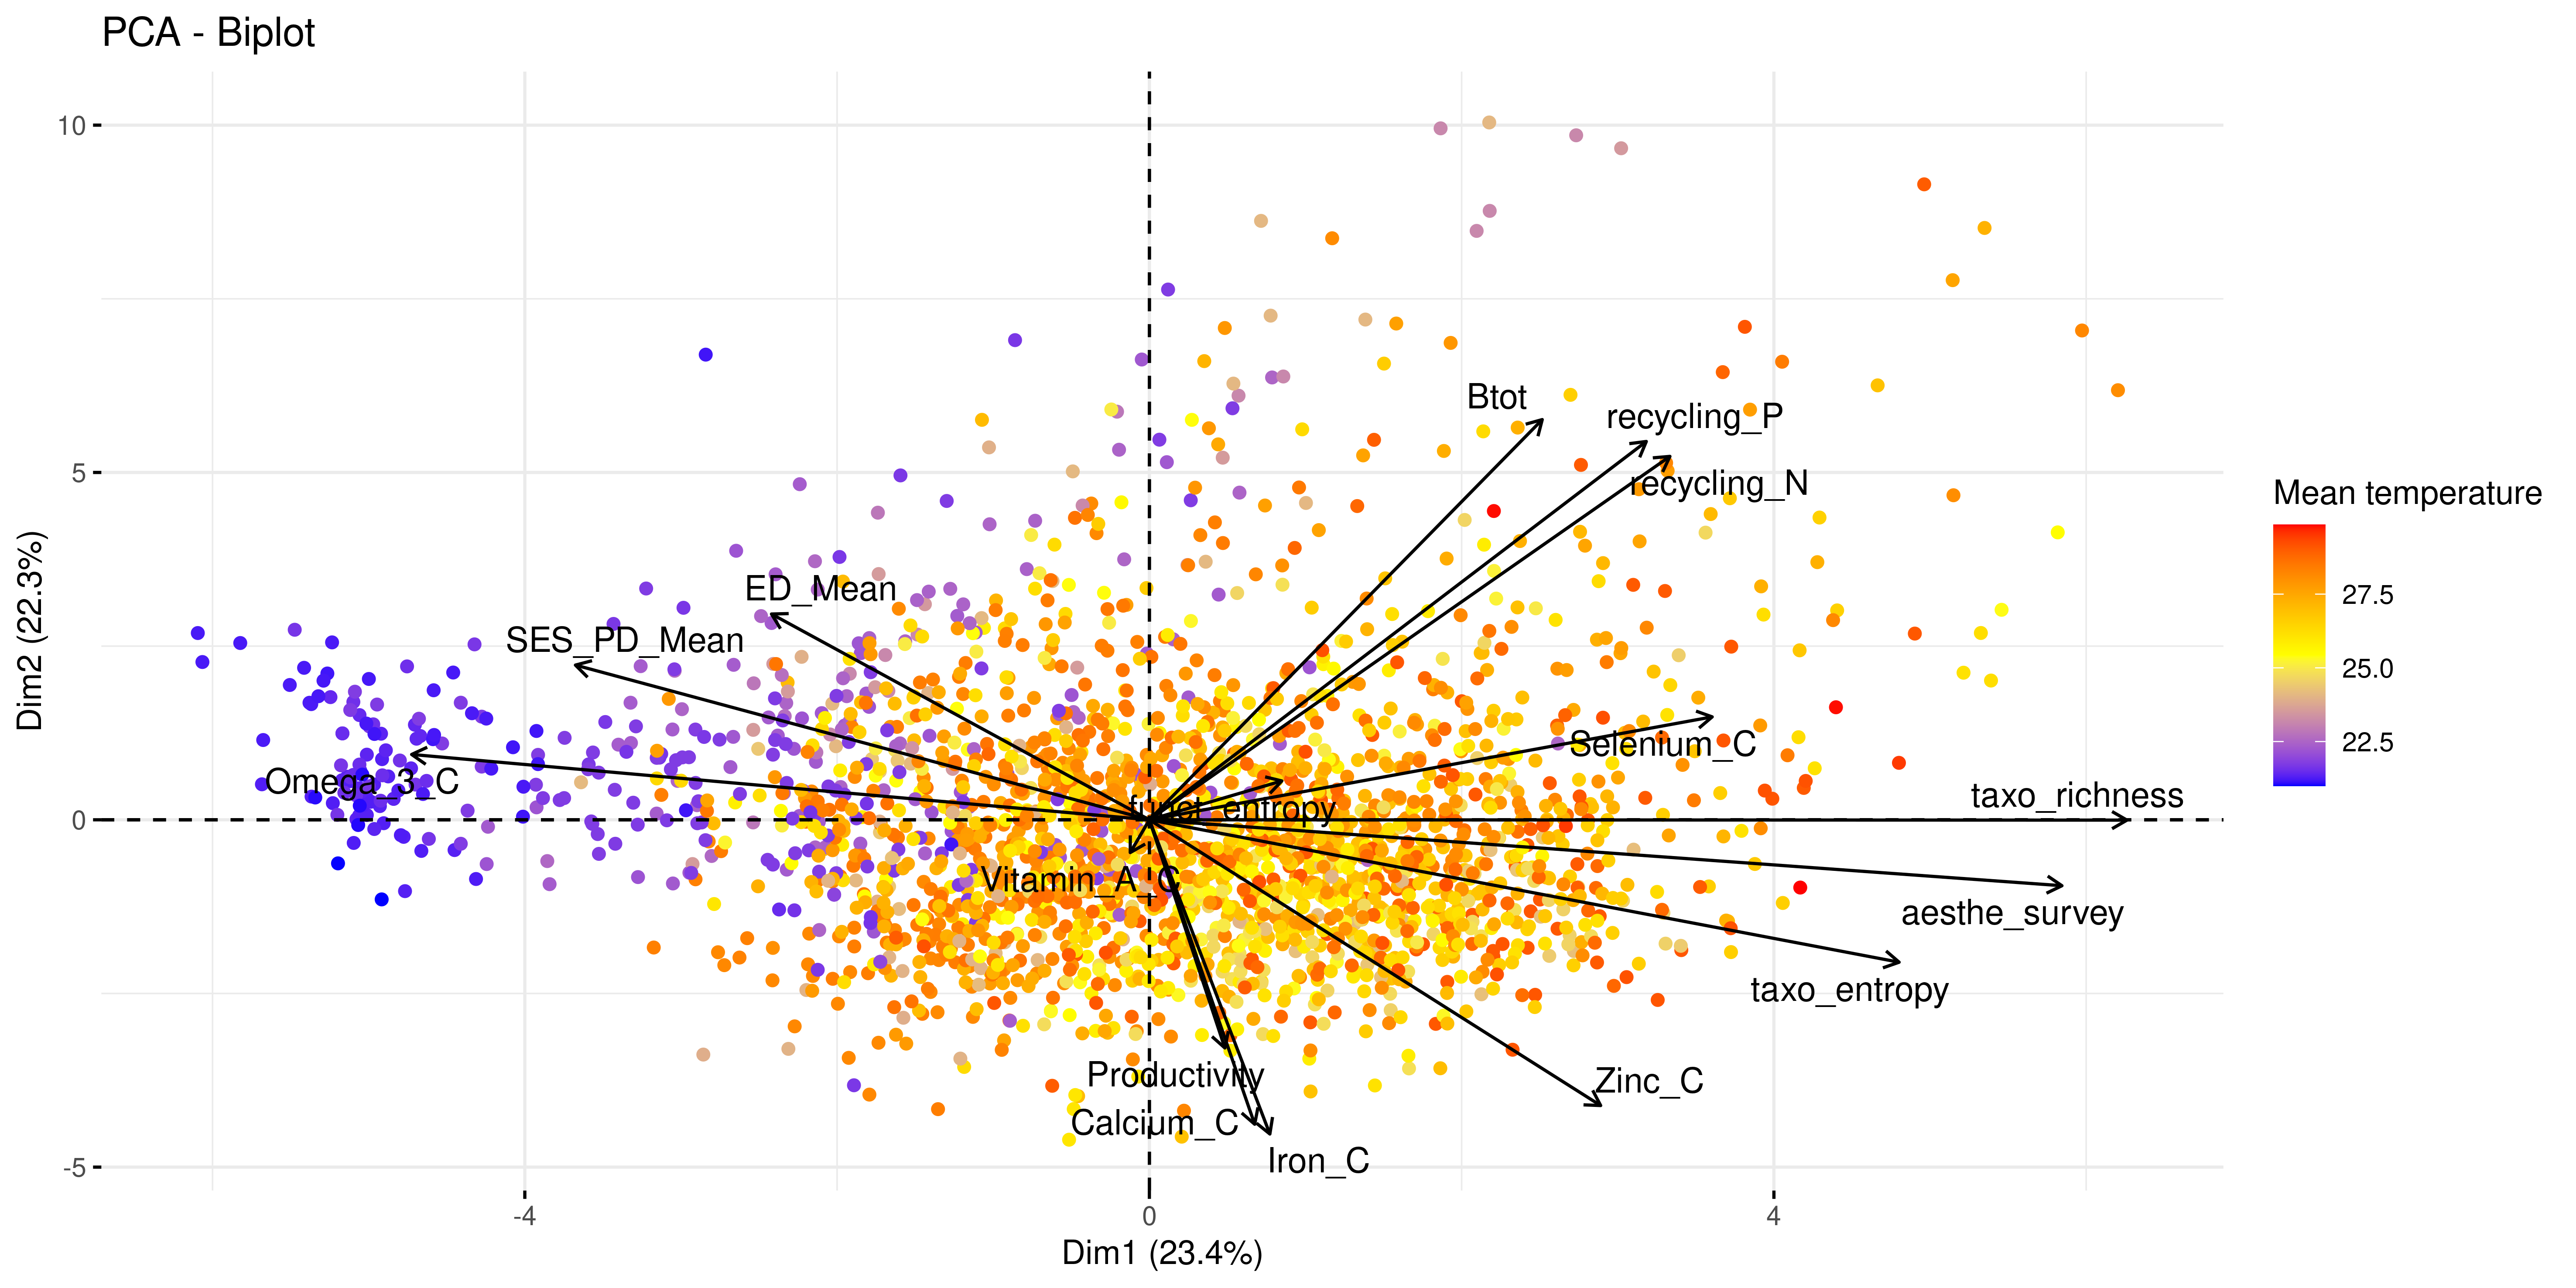 PCA - Biplot
10
5
0
-5
Dim2 (22.3%)
Btot
recycling_P
recycling_N
ED_Mean
SES_PD_Mean
Selenium_C
Omega_3_C
funct_entropy
taxo_richness
Vitamin_A_C
aesthe_survey
taxo_entropy
Productivity
Zinc_C
Calcium_C
Iron_C
-4
0
4
Dim1 (23.4%)
Mean temperature
27.5
25.0
22.5